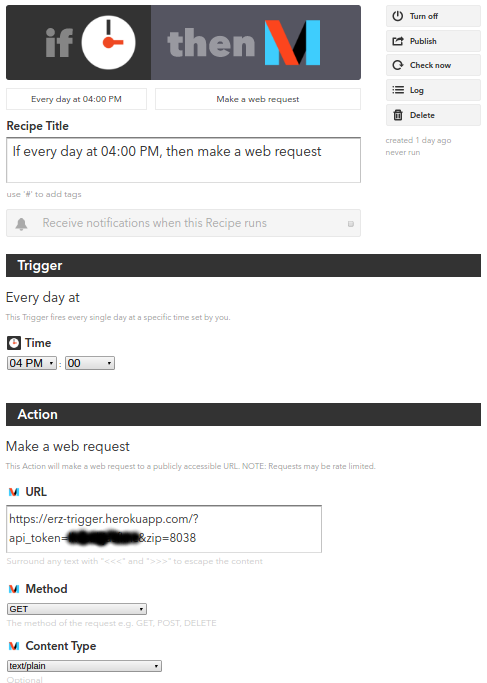 if then
Every day at 04:00 PM
Make a web request
Recipe Title
If every day at 04:00 PM, then make a web request
use '#' to add tags
Receive notifications when this Recipe runs
Turn off
Publish
Check now
Log
Delete
created 1 day ago
never run
Trigger
Every day at
This Trigger fires every single day at a specific time set by you.
Time
04 PM : 00
Action
Make a web request
This Action will make a web request to a publicly accessible URL. NOTE: Requests may be rate limited.
URL
https://erz-trigger.herokuapp.com/?
api_token= &zip=8038
Surround any text with "<<<" and ">>>" to escape the content
Method
GET
The method of the request e.g. GET, POST, DELETE
Content Type
text/plain
Optional